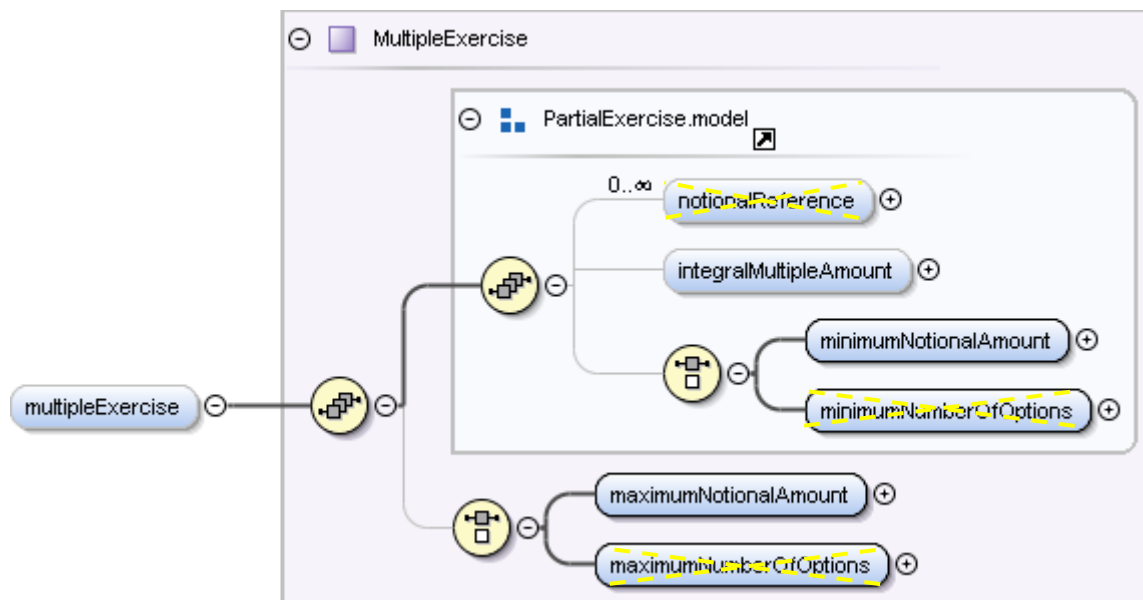 MultipleExercise
PartialExercise.model
0..∞
notionalReference
integralMultipleAmount
minimumNotionalAmount
multipleExercise
minimumNumberOfOptions
maximumNotionalAmount
maximumNumberOfOptions